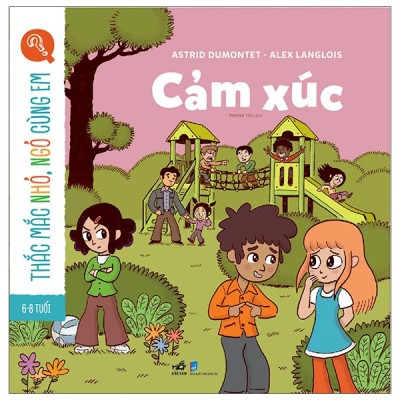 ASTRID DUMONTET - ALEX LANGLOIS
Cảm xúc
THẮC MẮC NHỎ, NGỎ CÙNG EM
6-8 TUỔI